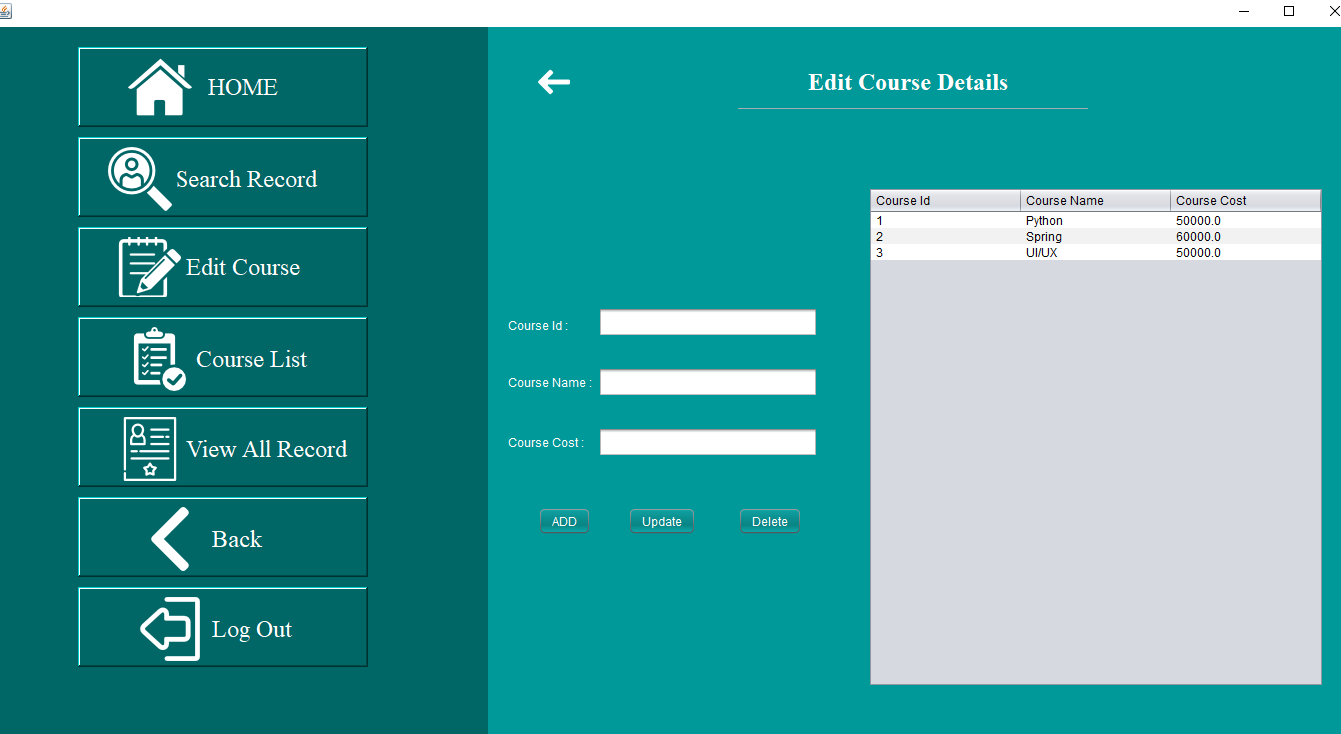 HOME
Search Record
Edit Course
Course List
View All Record
Back
Log Out
Edit Course Details
Course Id :
Course Name :
Course Cost :
ADD Update Delete
Course Id Course Name Course Cost
1 Python 50000.0
2 Spring 60000.0
3 UI/UX 50000.0